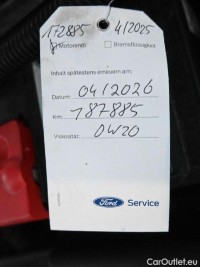 172885 4/2025
Motorenöl Bremsflüssigkeit
Inhalt spätestens erneuern am:
Datum: 04/2026
Km: 187885
Viskosität: 0W20
Ford Service
CarOutlet.eu